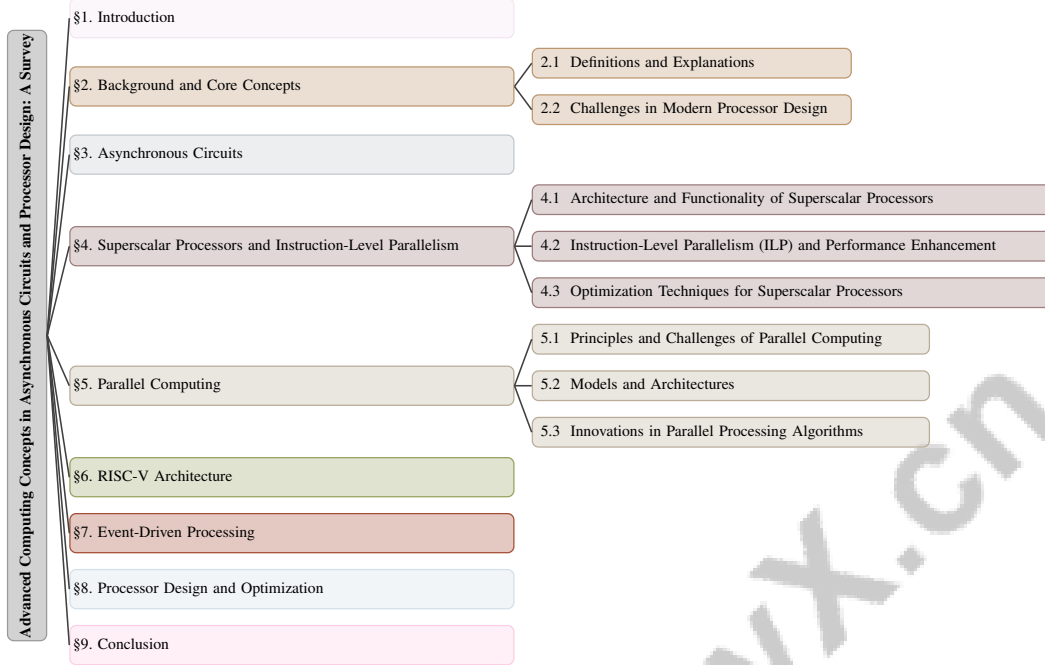 Advanced Computing Concepts in Asynchronous Circuits and Processor Design: A Survey
§1. Introduction
§2. Background and Core Concepts
2.1 Definitions and Explanations
2.2 Challenges in Modern Processor Design
§3. Asynchronous Circuits
§4. Superscalar Processors and Instruction-Level Parallelism
4.1 Architecture and Functionality of Superscalar Processors
4.2 Instruction-Level Parallelism (ILP) and Performance Enhancement
4.3 Optimization Techniques for Superscalar Processors
§5. Parallel Computing
5.1 Principles and Challenges of Parallel Computing
5.2 Models and Architectures
5.3 Innovations in Parallel Processing Algorithms
§6. RISC-V Architecture
§7. Event-Driven Processing
§8. Processor Design and Optimization
§9. Conclusion
vx.cn